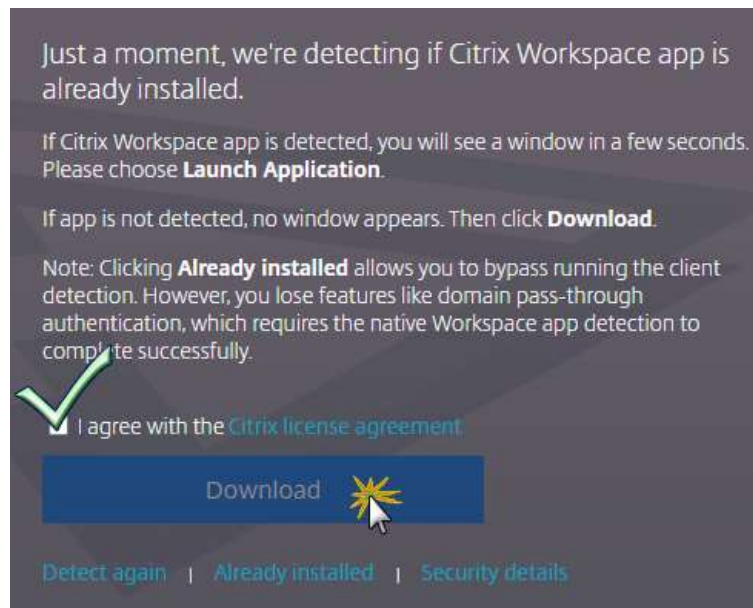 Just a moment, we're detecting if Citrix Workspace app is
already installed.
If Citrix Workspace app is detected, you will see a window in a few seconds.
Please choose Launch Application.
If app is not detected, no window appears. Then click Download.
Note: Clicking Already installed allows you to bypass running the client
detection. However, you lose features like domain pass-through
authentication, which requires the native Workspace app detection to
complete successfully.
I agree with the Citrix license agreement
Download
Detect again | Already installed | Security details